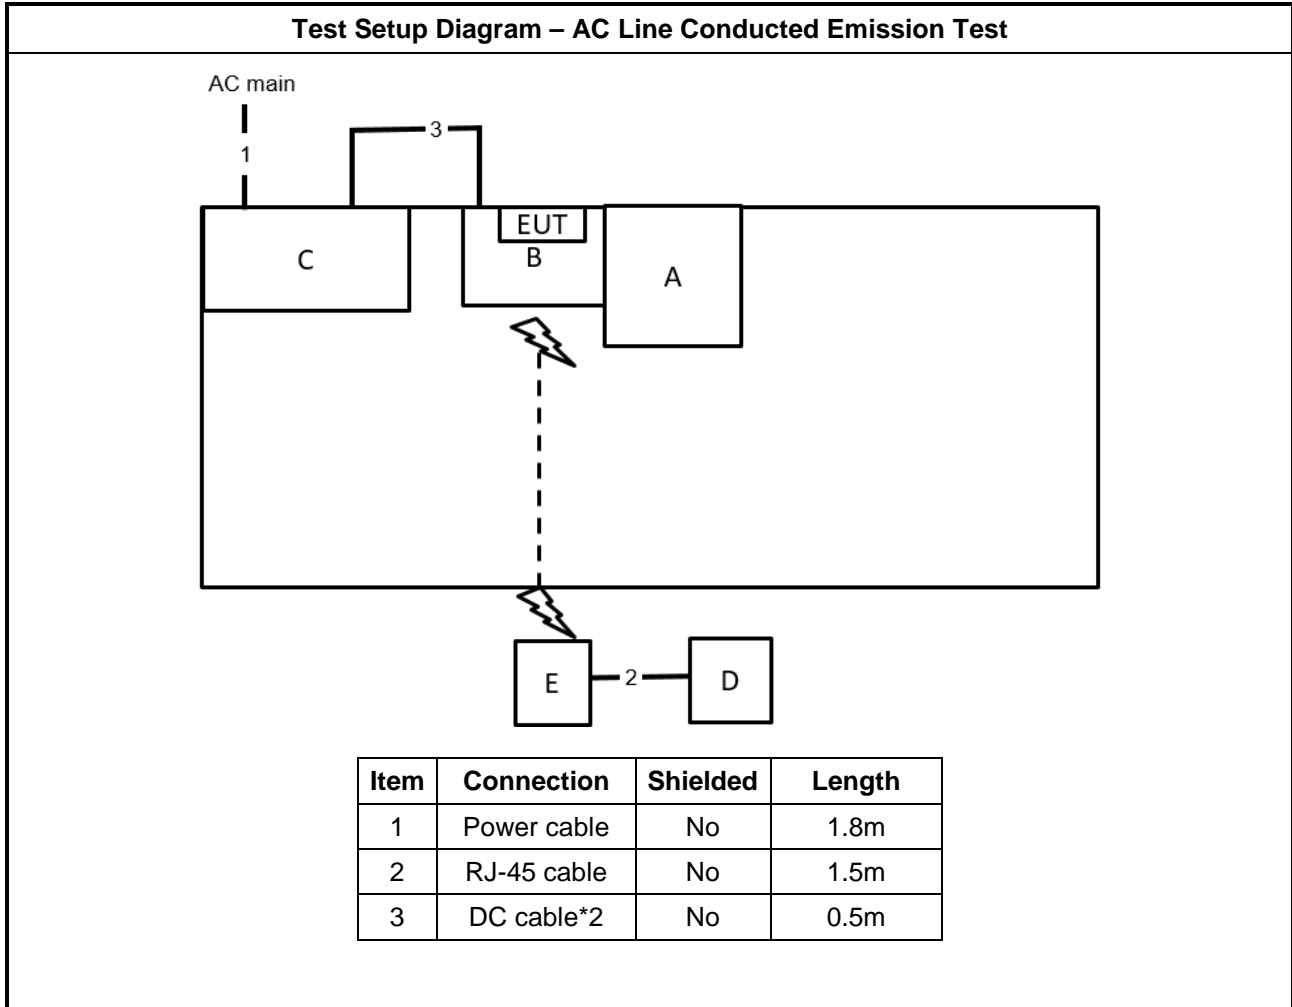 Test Setup Diagram – AC Line Conducted Emission Test
AC main
1
3
EUT
C
B
A
E
2
D
Item Connection Shielded Length
1 Power cable No 1.8m
2 RJ-45 cable No 1.5m
3 DC cable*2 No 0.5m